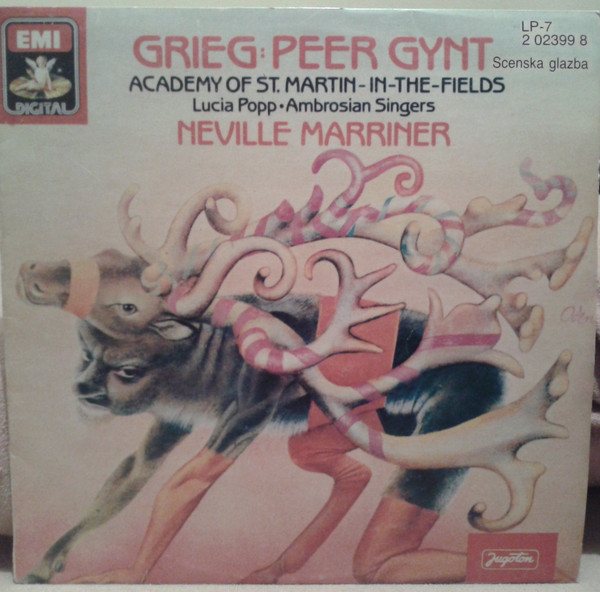 EMI
DIGITAL
GRIEG: PEER GYNT
LP-7
2 02399 8
Scenska glazba
ACADEMY OF ST. MARTIN-IN-THE-FIELDS
Lucia Popp • Ambrosian Singers
NEVILLE MARRINER
Jugoton